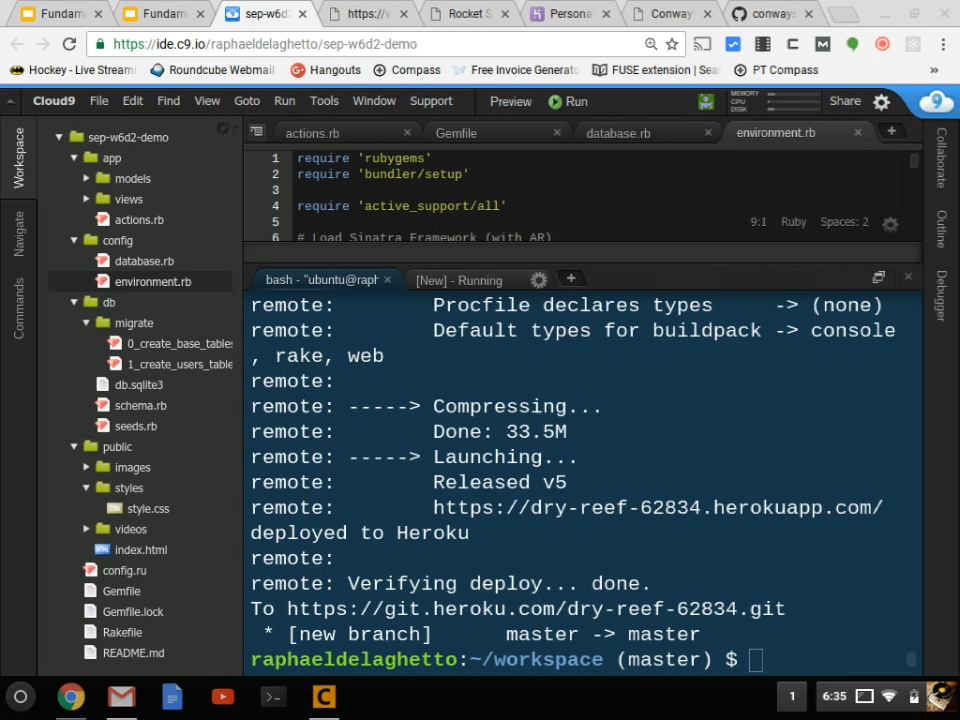 Fundam
Fundam
sep-w6d2
https://v
Rocket S
Persona
Conway
conways
https://ide.c9.io/raphaeldelaghetto/sep-w6d2-demo
Hockey - Live Streami
Roundcube Webmail
Hangouts
Compass
Free Invoice Generato
FUSE extension | Sea
PT Compass
»
Cloud9 File Edit Find View Goto Run Tools Window Support Preview Run
MEMORY
CPU
DISK
Share
Workspace
Navigate
Commands
sep-w6d2-demo
app
models
views
actions.rb
config
database.rb
environment.rb
db
migrate
0_create_base_tables
1_create_users_table
db.sqlite3
schema.rb
seeds.rb
public
images
styles
style.css
videos
index.html
config.ru
Gemfile
Gemfile.lock
Rakefile
README.md
actions.rb
Gemfile
database.rb
environment.rb
1 require 'rubygems'
2 require 'bundler/setup'
3
4 require 'active_support/all'
5
6 # Load Sinatra Framework (with AR)
9:1 Ruby Spaces: 2
Collaborate
Outline
Debugger
bash - "ubuntu@raph
[New] - Running
remote: Procfile declares types -> (none)
remote: Default types for buildpack -> console
, rake, web
remote:
remote: -----> Compressing...
remote: Done: 33.5M
remote: -----> Launching...
remote: Released v5
remote: https://dry-reef-62834.herokuapp.com/
deployed to Heroku
remote:
remote: Verifying deploy... done.
To https://git.heroku.com/dry-reef-62834.git
* [new branch] master -> master
raphaeldelaghetto:~/workspace (master) $
1
6:35